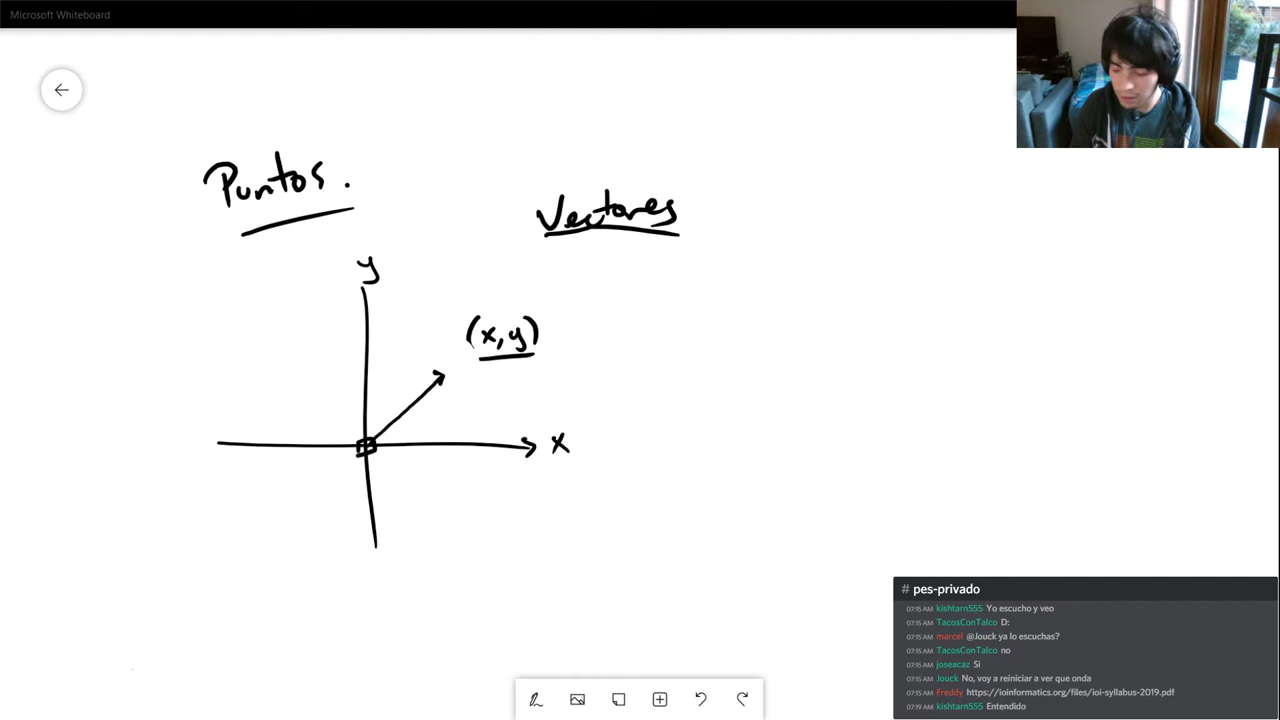 Microsoft Whiteboard
Puntos.
Vectores
y
(x,y)
x
# pes-privado
07:15 AM kishtarn555 Yo escucho y veo
07:15 AM TacosConTalco D:
07:15 AM marcel @Jouck ya lo escuchas?
07:15 AM TacosConTalco no
07:15 AM joseacaz Si
07:15 AM Jouck No, voy a reiniciar a ver que onda
07:15 AM Freddy https://ioinformatics.org/files/ioi-syllabus-2019.pdf
07:19 AM kishtarn555 Entendido